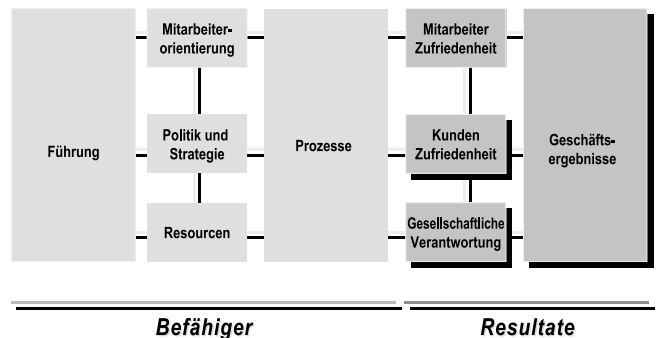 Führung
Mitarbeiter-
orientierung
Politik und
Strategie
Resourcen
Prozesse
Mitarbeiter
Zufriedenheit
Kunden
Zufriedenheit
Gesellschaftliche
Verantwortung
Geschäfts-
ergebnisse
Befähiger
Resultate